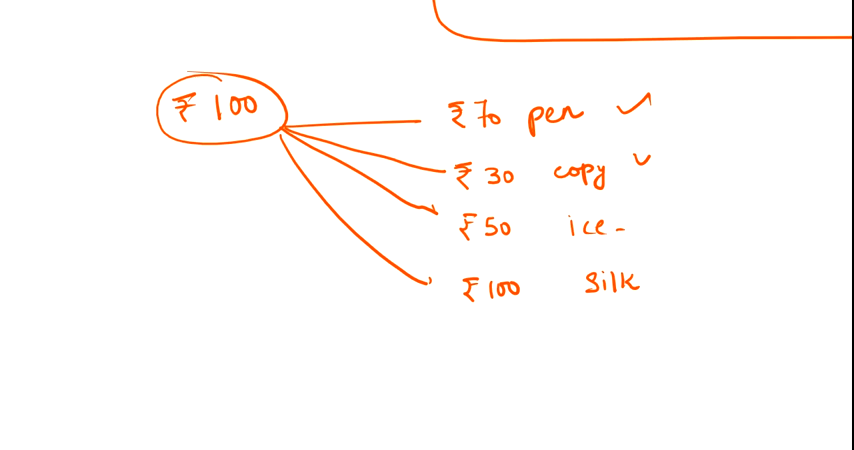 ₹ 100
₹ 70 pen ✓
₹ 30 copy ✓
₹ 50 ice -
₹ 100 Silk